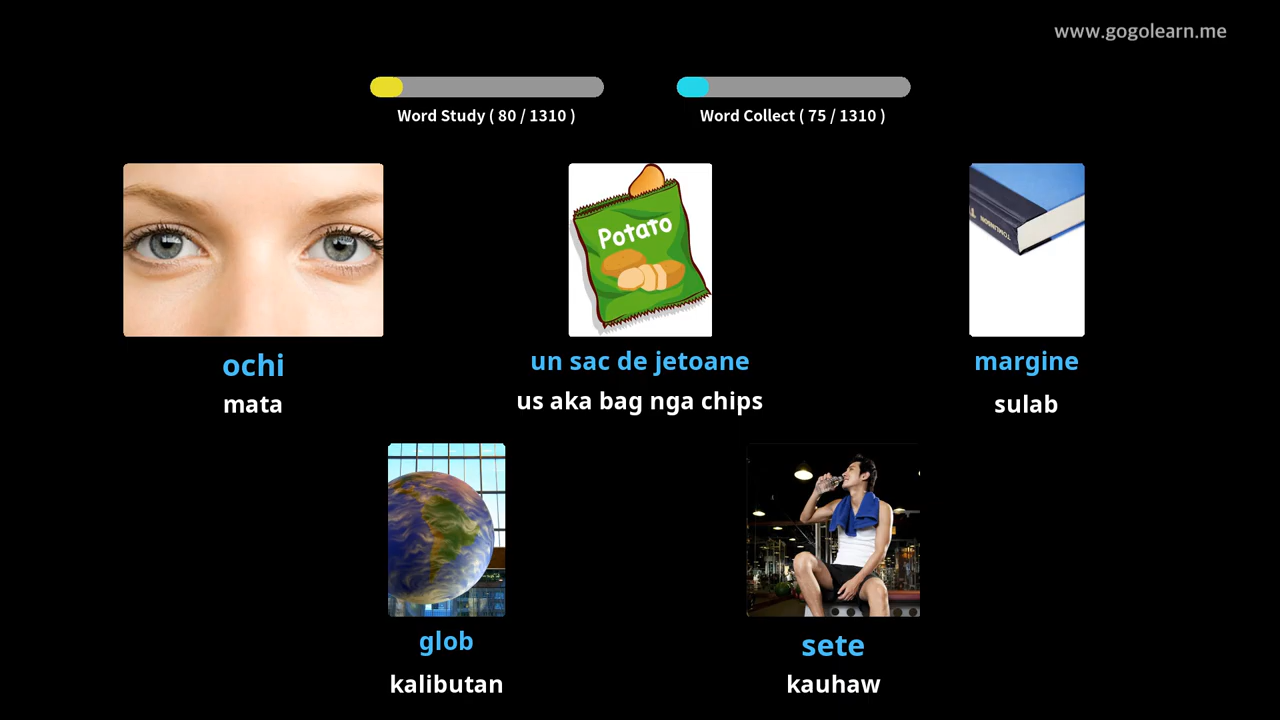 www.gogolearn.me
Word Study ( 80 / 1310 )
Word Collect ( 75 / 1310 )
Potato
TOMLINSON
ochi
mata
un sac de jetoane
us aka bag nga chips
margine
sulab
glob
kalibutan
sete
kauhaw